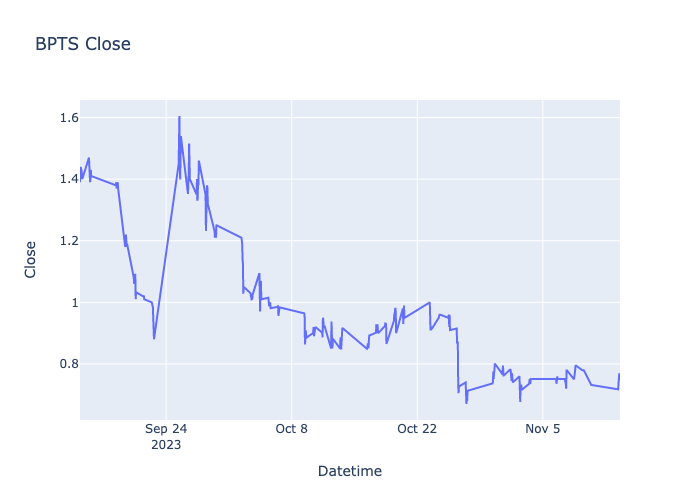 BPTS Close
1.6
1.4
1.2
1
0.8
Close
Sep 24
2023
Oct 8
Oct 22
Nov 5
Datetime